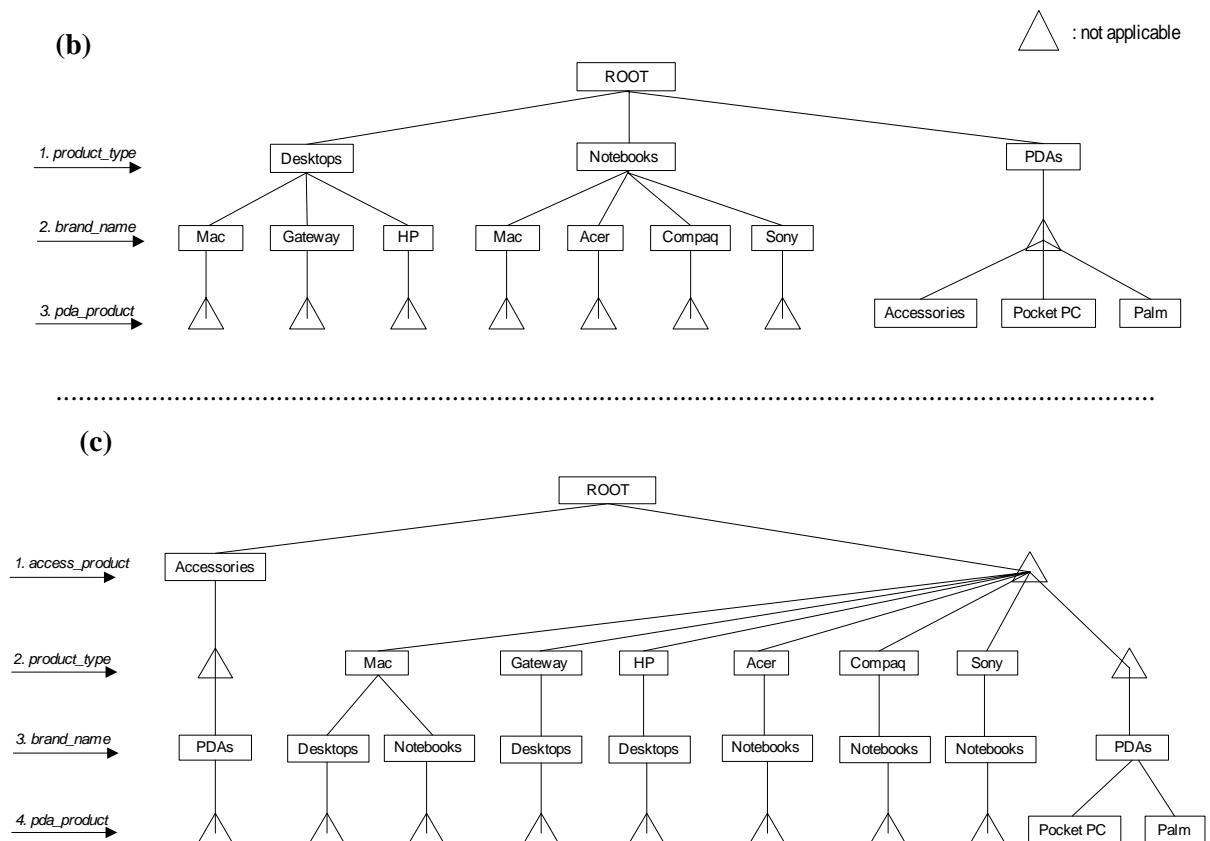 (b)
: not applicable
ROOT
1. product_type
Desktops Notebooks PDAs
2. brand_name
Mac Gateway HP Mac Acer Compaq Sony
3. pda_product
Accessories Pocket PC Palm
(c)
ROOT
1. access_product
Accessories
2. product_type
Mac Gateway HP Acer Compaq Sony
3. brand_name
PDAs Desktops Notebooks Desktops Desktops Notebooks Notebooks Notebooks PDAs
4. pda_product
Pocket PC Palm